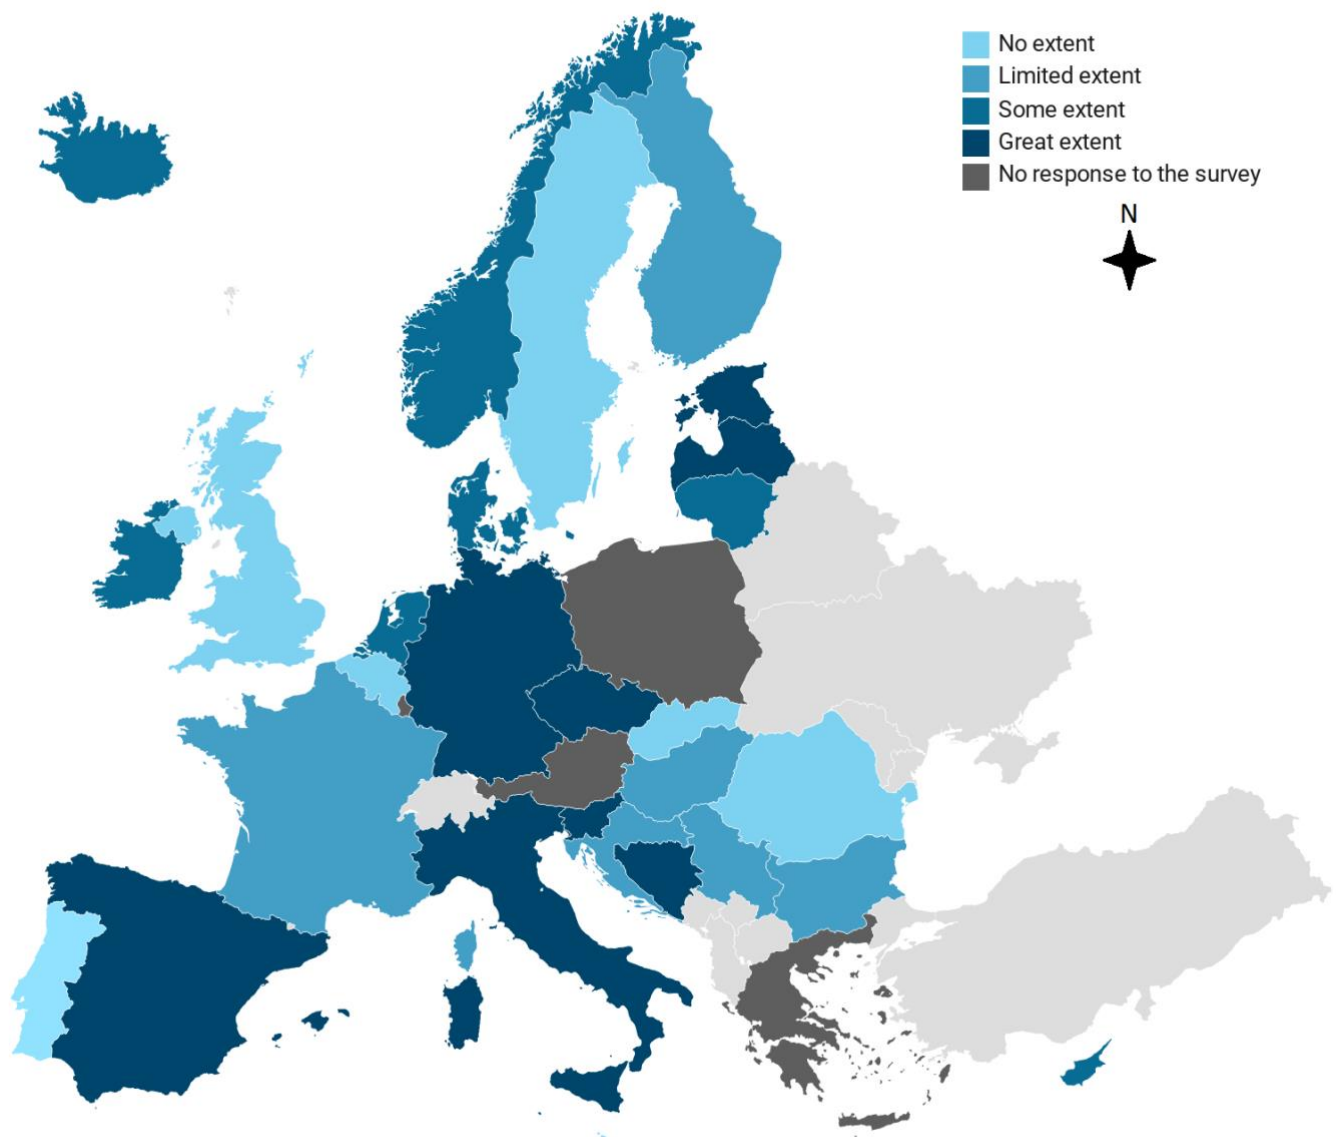 No extent
Limited extent
Some extent
Great extent
No response to the survey
N